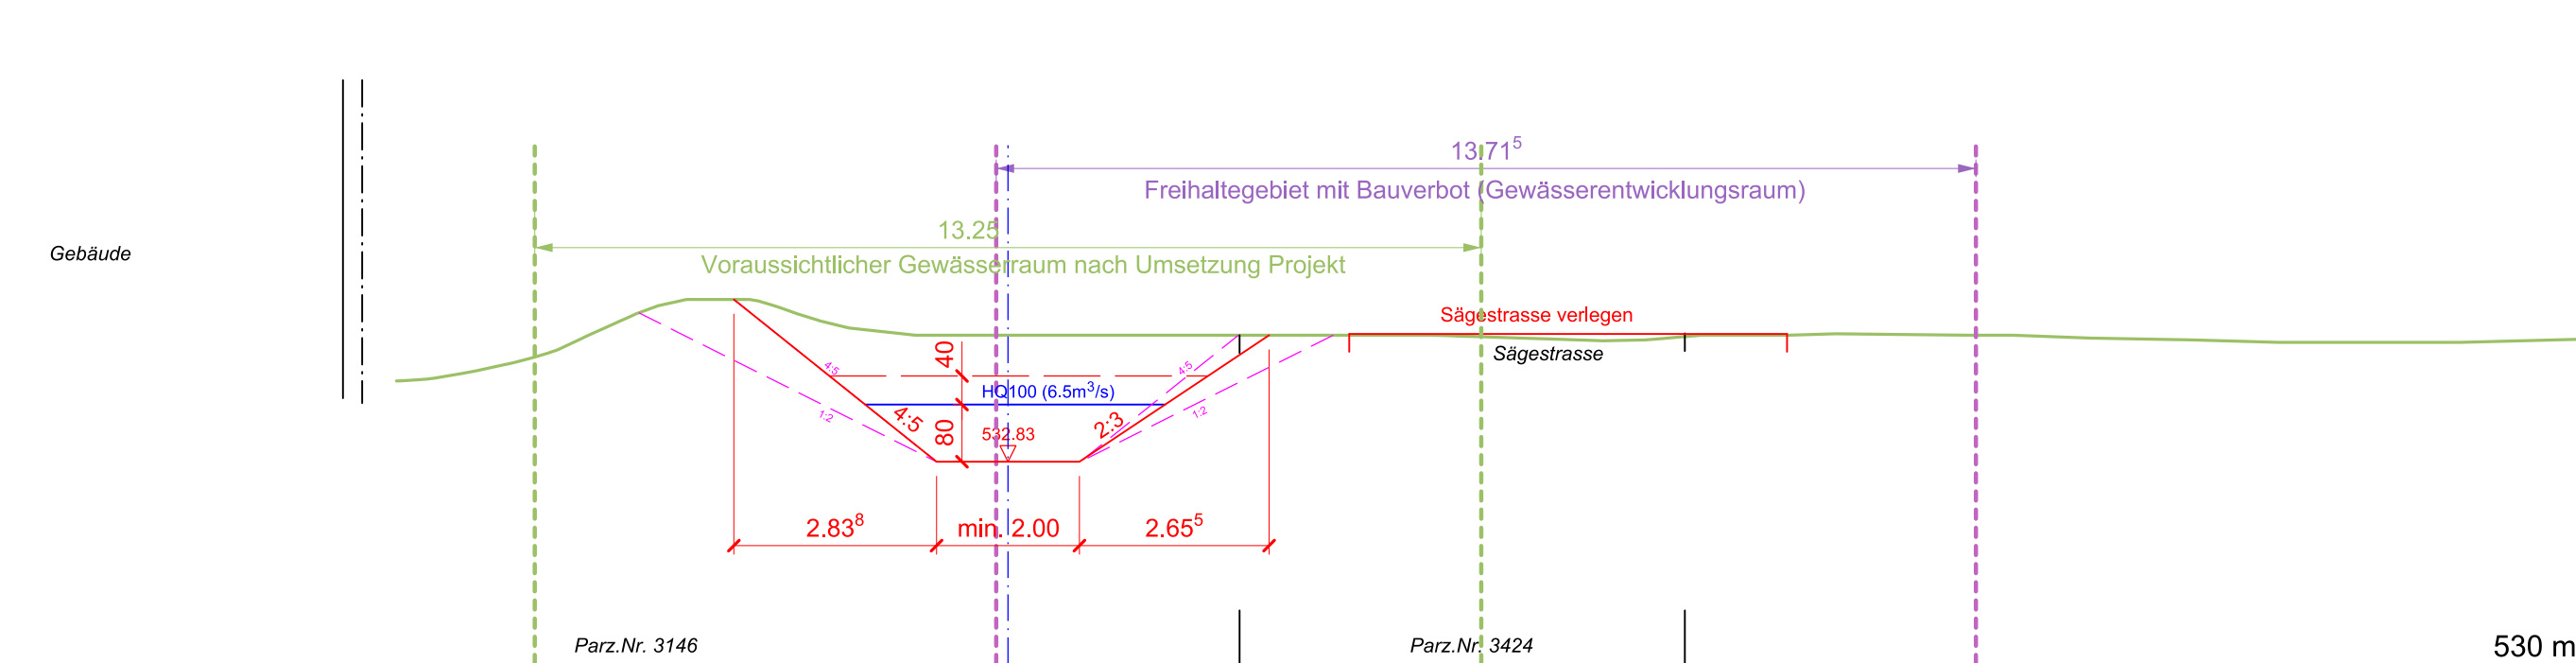 13.71⁵
Freihaltegebiet mit Bauverbot (Gewässerentwicklungsraum)
13.25
Gebäude
Voraussichtlicher Gewässerraum nach Umsetzung Projekt
Sägestrasse verlegen
40
Sägestrasse
4:5
4:5
HQ100 (6.5m³/s)
1:2
4:5
80
532.83
2:3
1:2
2.83⁸
min. 2.00
2.65⁵
Parz.Nr. 3146
Parz.Nr. 3424
530 m